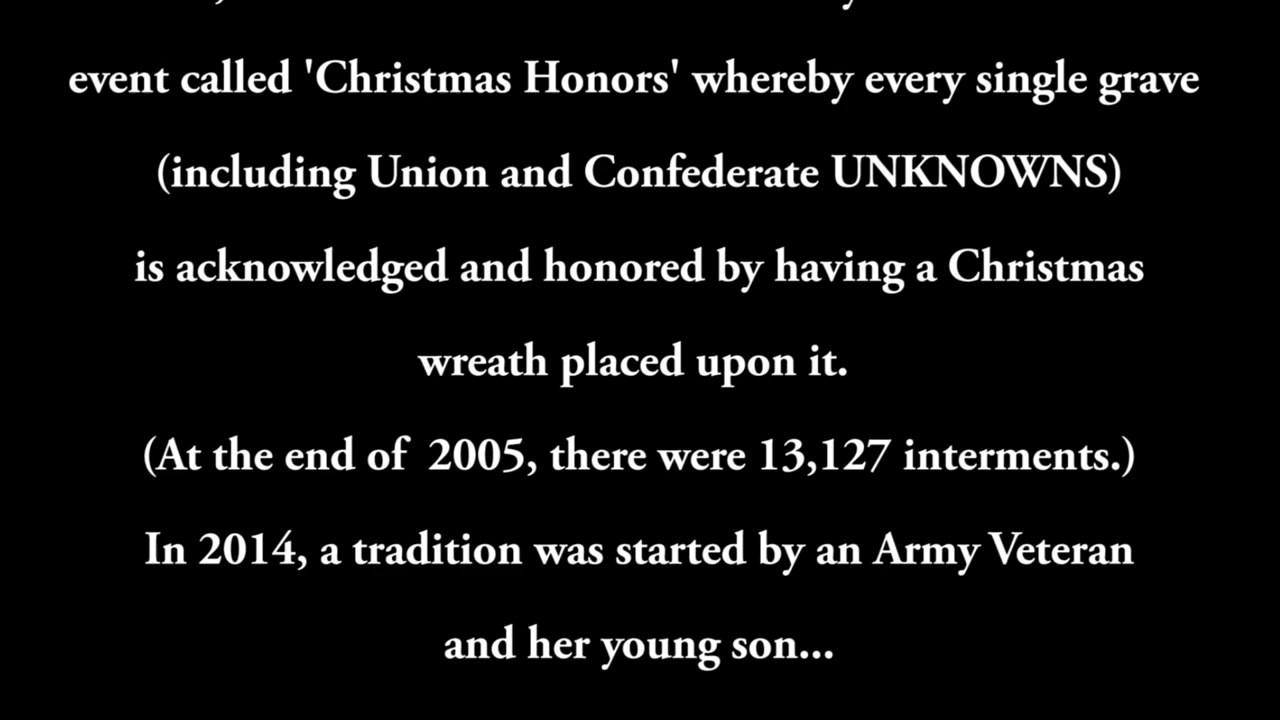 event called 'Christmas Honors' whereby every single grave
(including Union and Confederate UNKNOWNS)
is acknowledged and honored by having a Christmas
wreath placed upon it.
(At the end of 2005, there were 13,127 interments.)
In 2014, a tradition was started by an Army Veteran
and her young son...